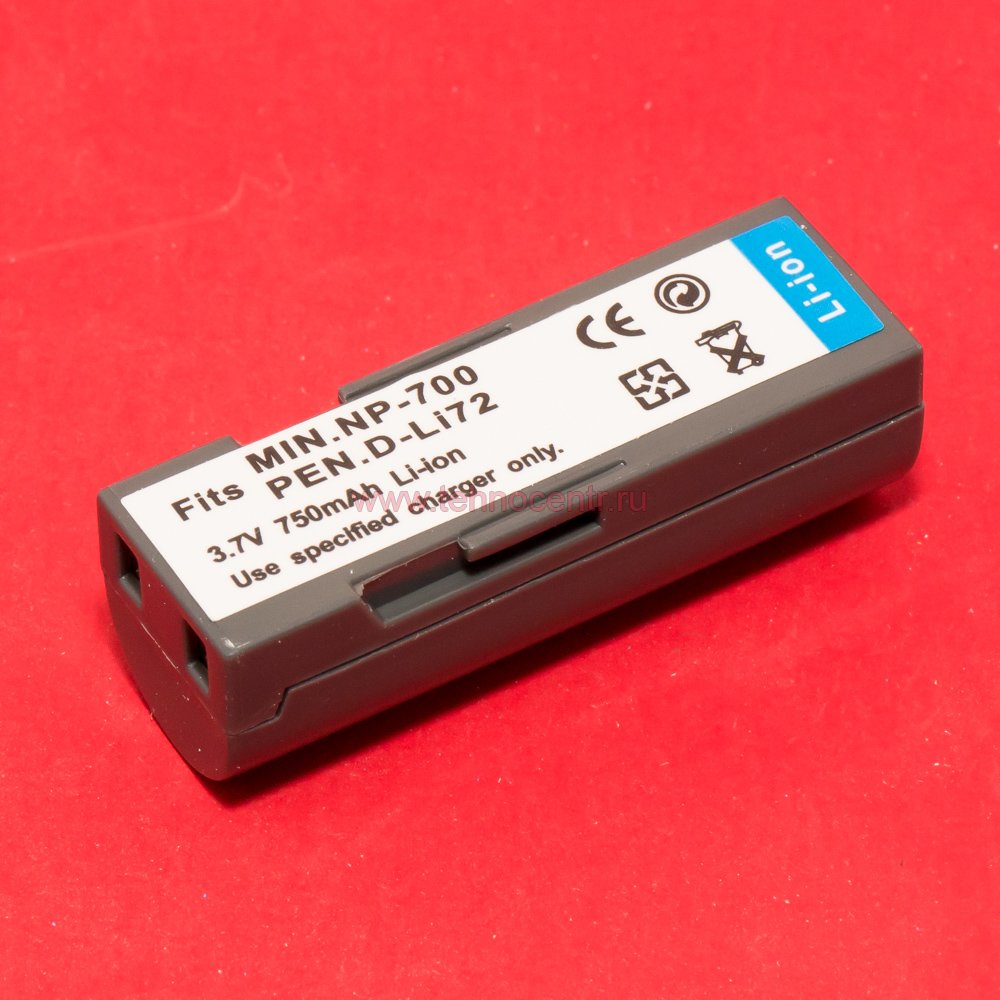 Fits MIN.NP-700
PEN.D-Li72
3.7V 750mAh Li-ion
Use specified charger only.
CE
Li-ion
www.tehnocentr.ru